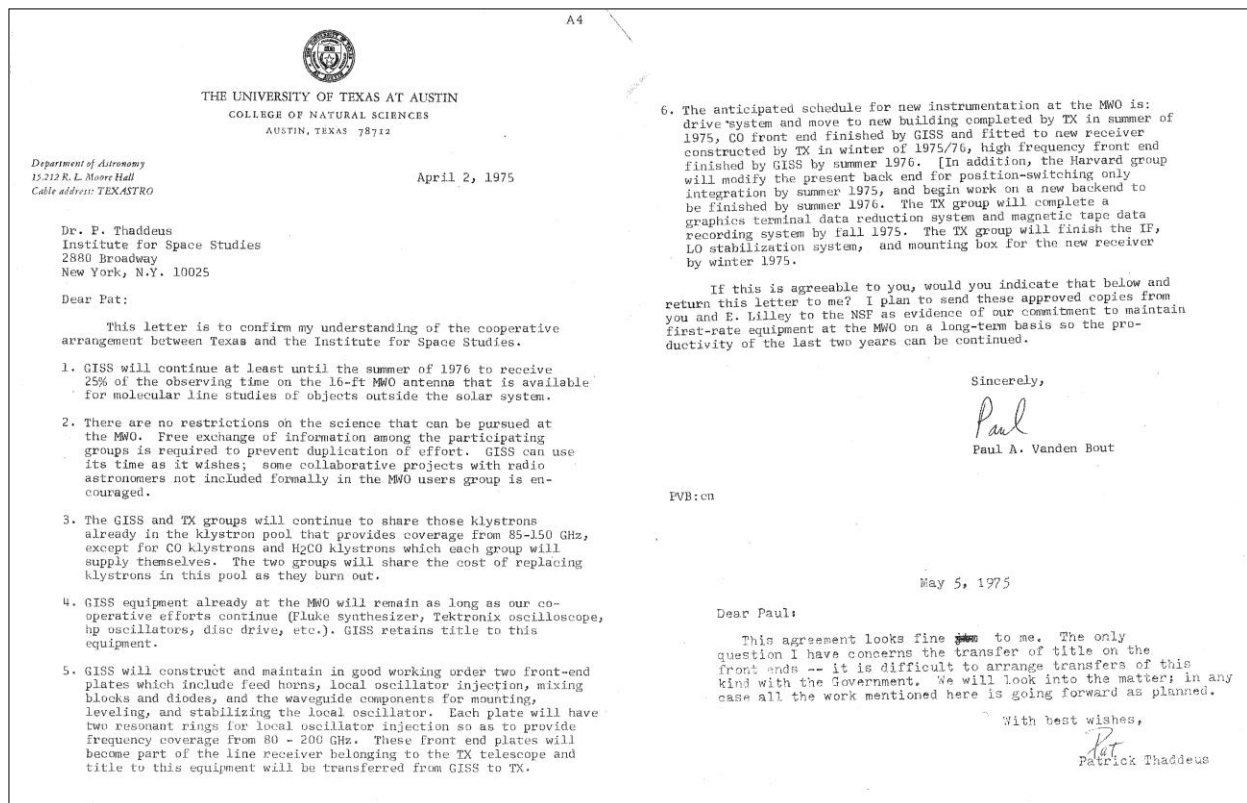 A4
THE UNIVERSITY OF TEXAS AT AUSTIN
COLLEGE OF NATURAL SCIENCES
AUSTIN, TEXAS 78712
Department of Astronomy
15.212 R. L. Moore Hall
Cable address: TEXASTRO
April 2, 1975
Dr. P. Thaddeus
Institute for Space Studies
2880 Broadway
New York, N.Y. 10025
Dear Pat:
This letter is to confirm my understanding of the cooperative
arrangement between Texas and the Institute for Space Studies.
1. GISS will continue at least until the summer of 1976 to receive
25% of the observing time on the 16-ft MWO antenna that is available
for molecular line studies of objects outside the solar system.
2. There are no restrictions on the science that can be pursued at
the MWO. Free exchange of information among the participating
groups is required to prevent duplication of effort. GISS can use
its time as it wishes; some collaborative projects with radio
astronomers not included formally in the MWO users group is en-
couraged.
3. The GISS and TX groups will continue to share those klystrons
already in the klystron pool that provides coverage from 85-150 GHz,
except for CO klystrons and H2CO klystrons which each group will
supply themselves. The two groups will share the cost of replacing
klystrons in this pool as they burn out.
4. GISS equipment already at the MWO will remain as long as our co-
operative efforts continue (Fluke synthesizer, Tektronix oscilloscope,
hp oscillators, disc drive, etc.). GISS retains title to this
equipment.
5. GISS will construct and maintain in good working order two front-end
plates which include feed horns, local oscillator injection, mixing
blocks and diodes, and the waveguide components for mounting,
leveling, and stabilizing the local oscillator. Each plate will have
two resonant rings for local oscillator injection so as to provide
frequency coverage from 80 - 200 GHz. These front end plates will
become part of the line receiver belonging to the TX telescope and
title to this equipment will be transferred from GISS to TX.
6. The anticipated schedule for new instrumentation at the MWO is:
drive system and move to new building completed by TX in summer of
1975, CO front end finished by GISS and fitted to new receiver
constructed by TX in winter of 1975/76, high frequency front end
finished by GISS by summer 1976. [In addition, the Harvard group
will modify the present back end for position-switching only
integration by summer 1975, and begin work on a new backend to
be finished by summer 1976. The TX group will complete a
graphics terminal data reduction system and magnetic tape data
recording system by fall 1975. The TX group will finish the IF,
LO stabilization system, and mounting box for the new receiver
by winter 1975.
If this is agreeable to you, would you indicate that below and
return this letter to me? I plan to send these approved copies from
you and E. Lilley to the NSF as evidence of our commitment to maintain
first-rate equipment at the MWO on a long-term basis so the pro-
ductivity of the last two years can be continued.
Sincerely,
Paul
Paul A. Vanden Bout
PVB:cn
May 5, 1975
Dear Paul:
This agreement looks fine to me. The only
question I have concerns the transfer of title on the
front ends -- it is difficult to arrange transfers of this
kind with the Government. We will look into the matter; in any
case all the work mentioned here is going forward as planned.
With best wishes,
Pat
Patrick Thaddeus